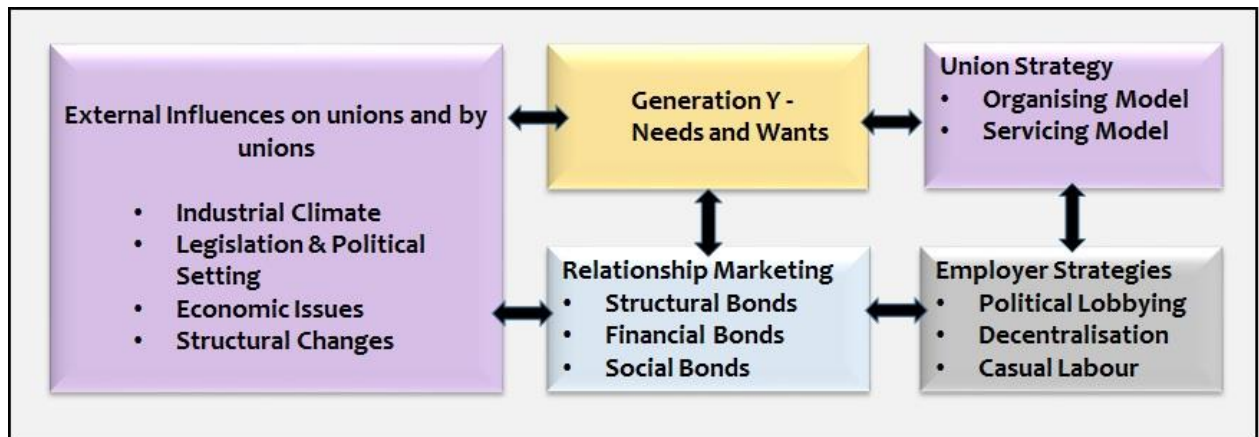 External Influences on unions and by
unions
• Industrial Climate
• Legislation & Political
Setting
• Economic Issues
• Structural Changes
Generation Y -
Needs and Wants
Union Strategy
• Organising Model
• Servicing Model
Relationship Marketing
• Structural Bonds
• Financial Bonds
• Social Bonds
Employer Strategies
• Political Lobbying
• Decentralisation
• Casual Labour